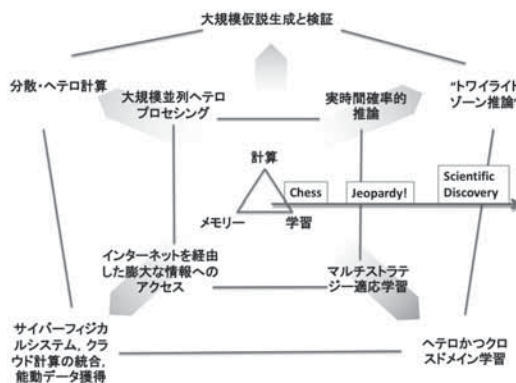 大規模仮説生成と検証
分散・ヘテロ計算
大規模並列ヘテロ
プロセシング
実時間確率的
推論
“トワイライト
ゾーン推論”
計算
Chess
Jeopardy!
Scientific
Discovery
メモリー
学習
インターネットを経由
した膨大な情報への
アクセス
マルチストラテ
ジー適応学習
サイバーフィジカ
ルシステム，クラ
ウド計算の統合，
能動データ獲得
ヘテロかつクロ
スドメイン学習